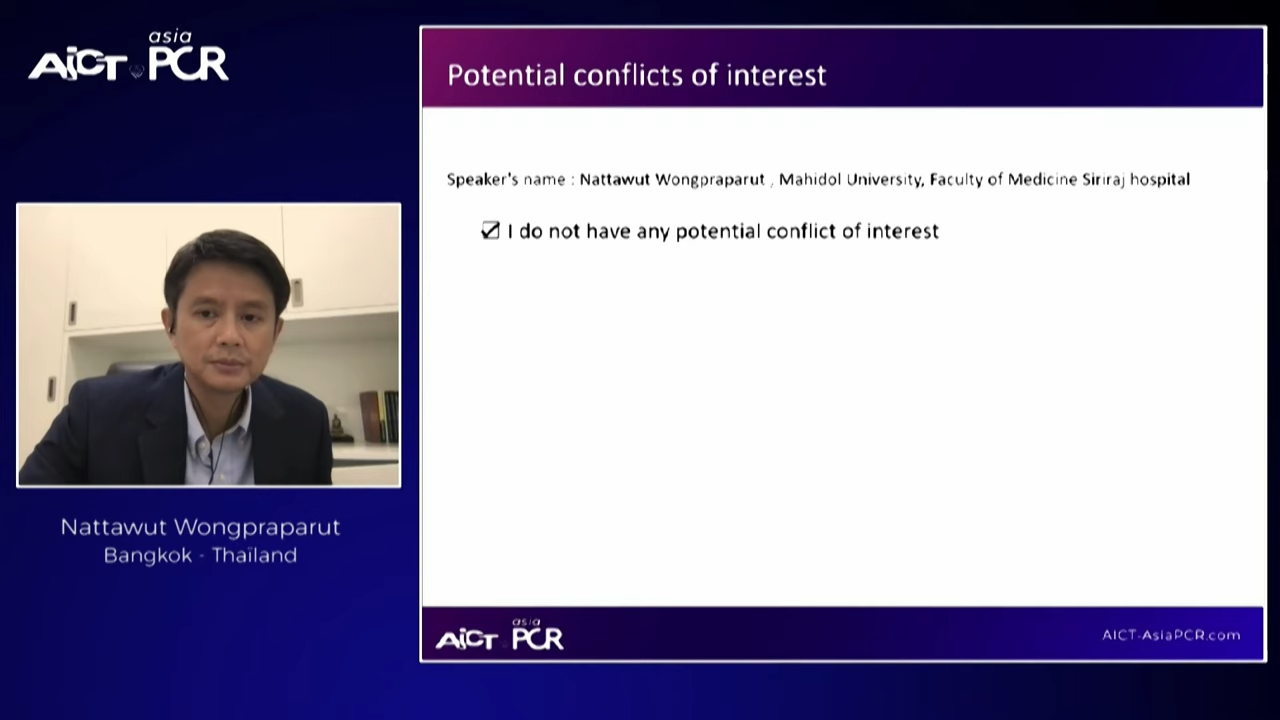 asia
AICT PCR
Potential conflicts of interest
Speaker's name : Nattawut Wongpraparut , Mahidol University, Faculty of Medicine Siriraj hospital
☑ I do not have any potential conflict of interest
Nattawut Wongpraparut
Bangkok - Thaïland
asia
AICT PCR
AICT-AsiaPCR.com